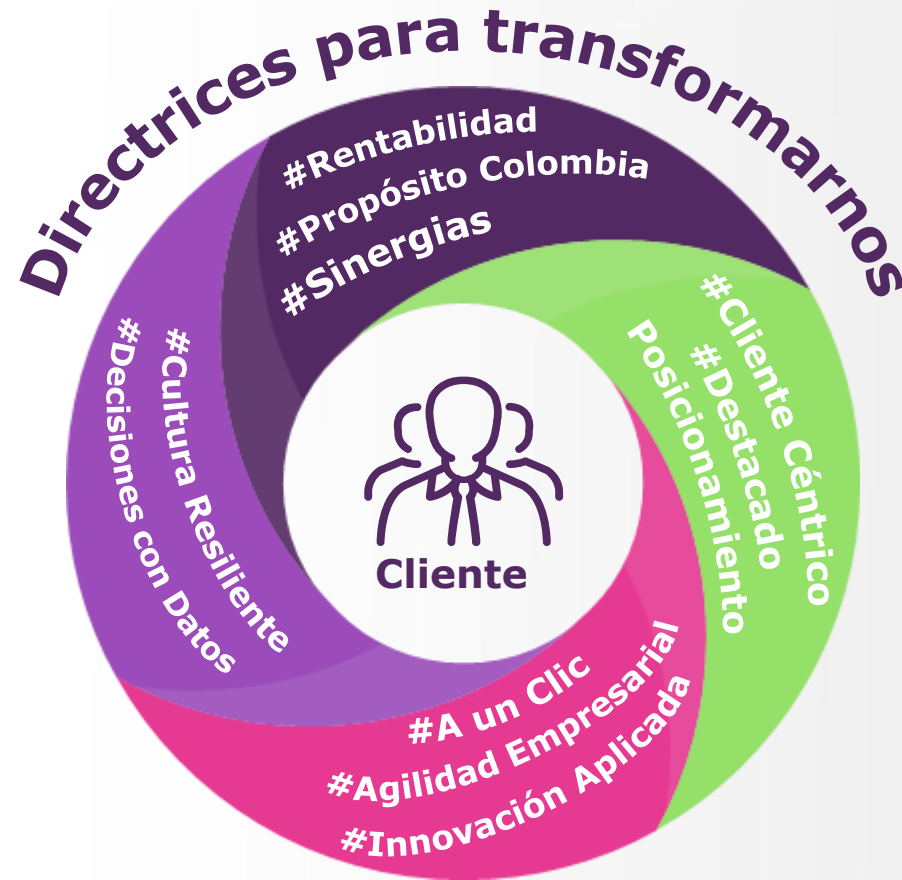 Directrices para transformarnos
#Rentabilidad
#Propósito Colombia
#Sinergias
#Cliente Céntrico
#Destacado
Posicionamiento
#A un Clic
#Agilidad Empresarial
#Innovación Aplicada
#Decisiones con Datos
#Cultura Resiliente
Cliente